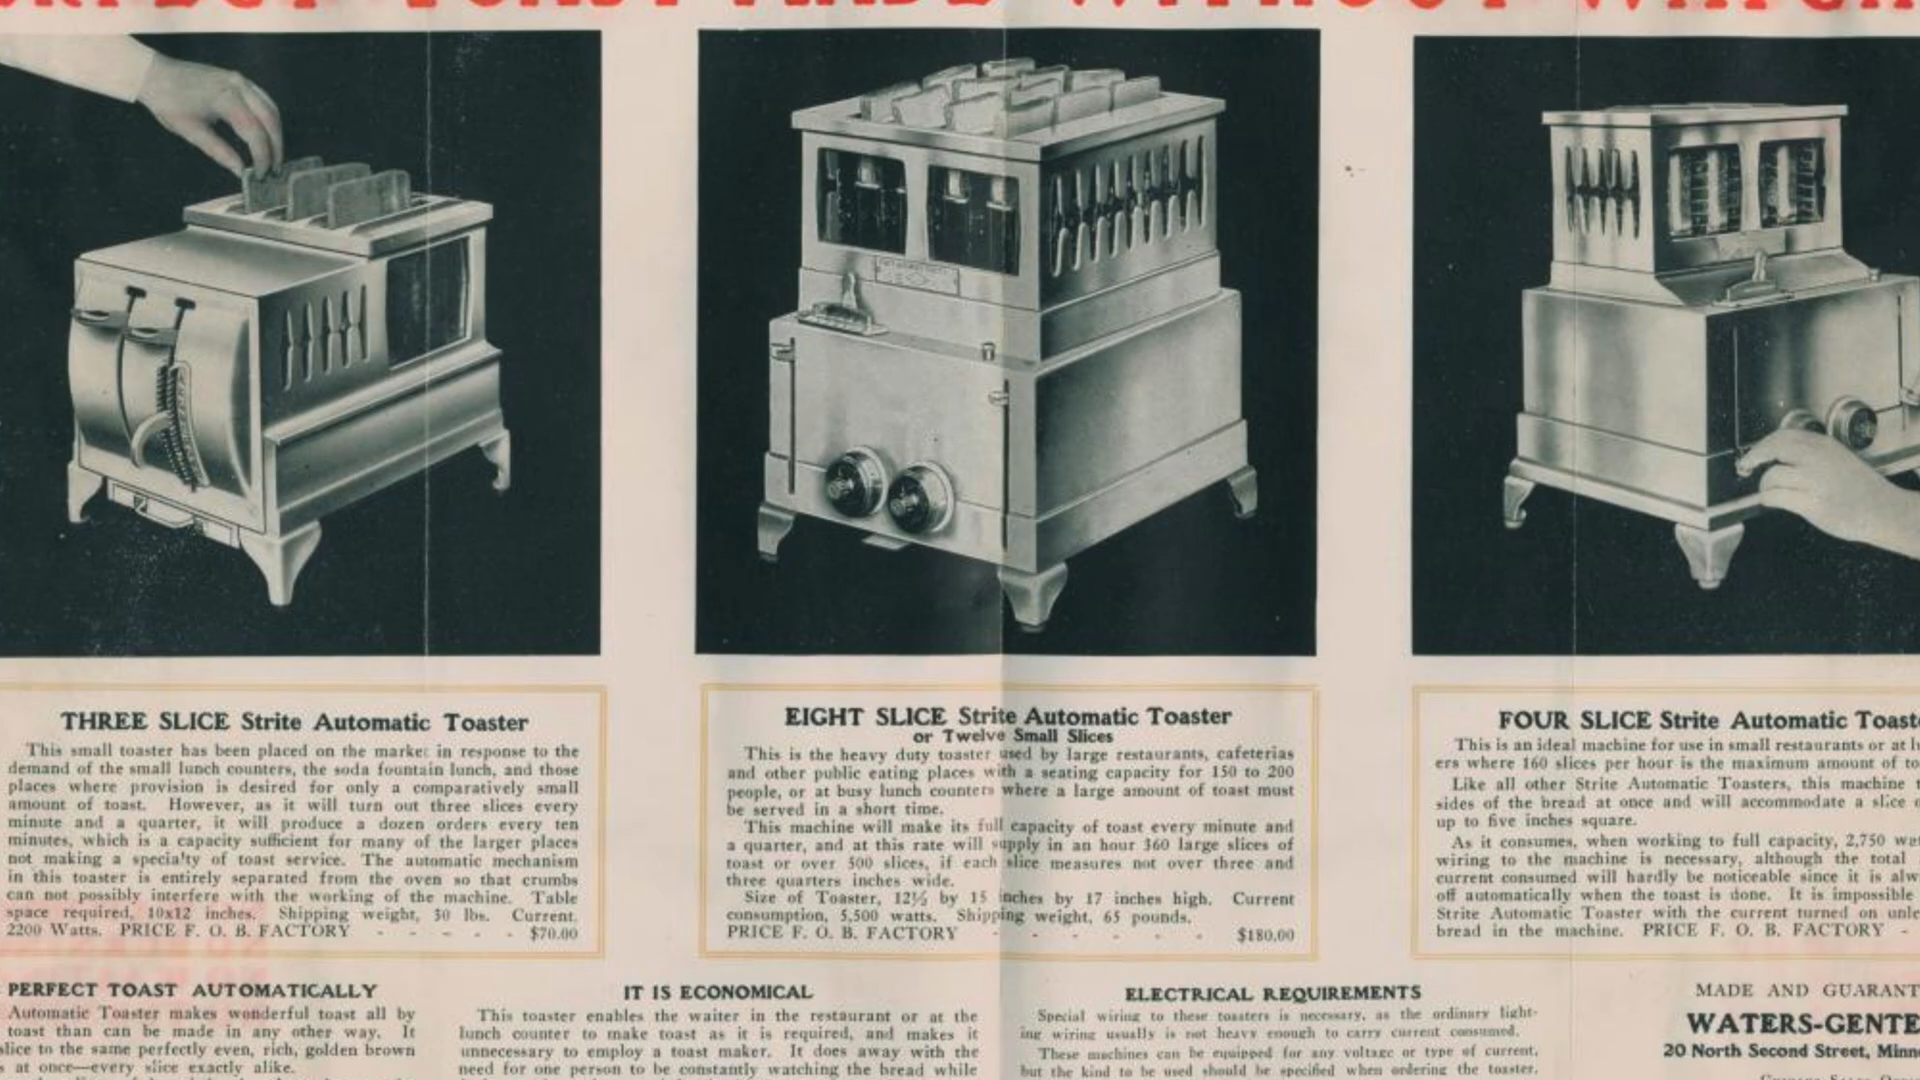 PERFECT TOAST MADE WITHOUT WATCH
THREE SLICE Strite Automatic Toaster
This small toaster has been placed on the market in response to the
demand of the small lunch counters, the soda fountain lunch, and those
places where provision is desired for only a comparatively small
amount of toast. However, as it will turn out three slices every
minute and a quarter, it will produce a dozen orders every ten
minutes, which is a capacity sufficient for many of the larger places
not making a specialty of toast service. The automatic mechanism
in this toaster is entirely separated from the oven so that crumbs
can not possibly interfere with the working of the machine. Table
space required, 10x12 inches. Shipping weight, 30 lbs. Current.
2200 Watts. PRICE F. O. B. FACTORY - - - - $70.00
EIGHT SLICE Strite Automatic Toaster
or Twelve Small Slices
This is the heavy duty toaster used by large restaurants, cafeterias
and other public eating places with a seating capacity for 150 to 200
people, or at busy lunch counters where a large amount of toast must
be served in a short time.
This machine will make its full capacity of toast every minute and
a quarter, and at this rate will supply in an hour 360 large slices of
toast or over 500 slices, if each slice measures not over three and
three quarters inches wide.
Size of Toaster, 12½ by 15 inches by 17 inches high. Current
consumption, 5,500 watts. Shipping weight, 65 pounds.
PRICE F. O. B. FACTORY - - - - - - $180.00
FOUR SLICE Strite Automatic Toast
This is an ideal machine for use in small restaurants or at lu
ers where 160 slices per hour is the maximum amount of to
Like all other Strite Automatic Toasters, this machine t
sides of the bread at once and will accommodate a slice o
up to five inches square.
As it consumes, when working to full capacity, 2,750 wat
wiring to the machine is necessary, although the total
current consumed will hardly be noticeable since it is alw
off automatically when the toast is done. It is impossible
Strite Automatic Toaster with the current turned on unle
bread in the machine. PRICE F. O. B. FACTORY -
PERFECT TOAST AUTOMATICALLY
Automatic Toaster makes wonderful toast all by
toast than can be made in any other way. It
slice to the same perfectly even, rich, golden brown
s at once—every slice exactly alike.
IT IS ECONOMICAL
This toaster enables the waiter in the restaurant or at the
lunch counter to make toast as it is required, and makes it
unnecessary to employ a toast maker. It does away with the
need for one person to be constantly watching the bread while
ELECTRICAL REQUIREMENTS
Special wiring to these toasters is necessary, as the ordinary light-
ing wiring usually is not heavy enough to carry current consumed.
These machines can be equipped for any voltage or type of current,
but the kind to be used should be specified when ordering the toaster.
MADE AND GUARANT
WATERS-GENTE
20 North Second Street, Minne